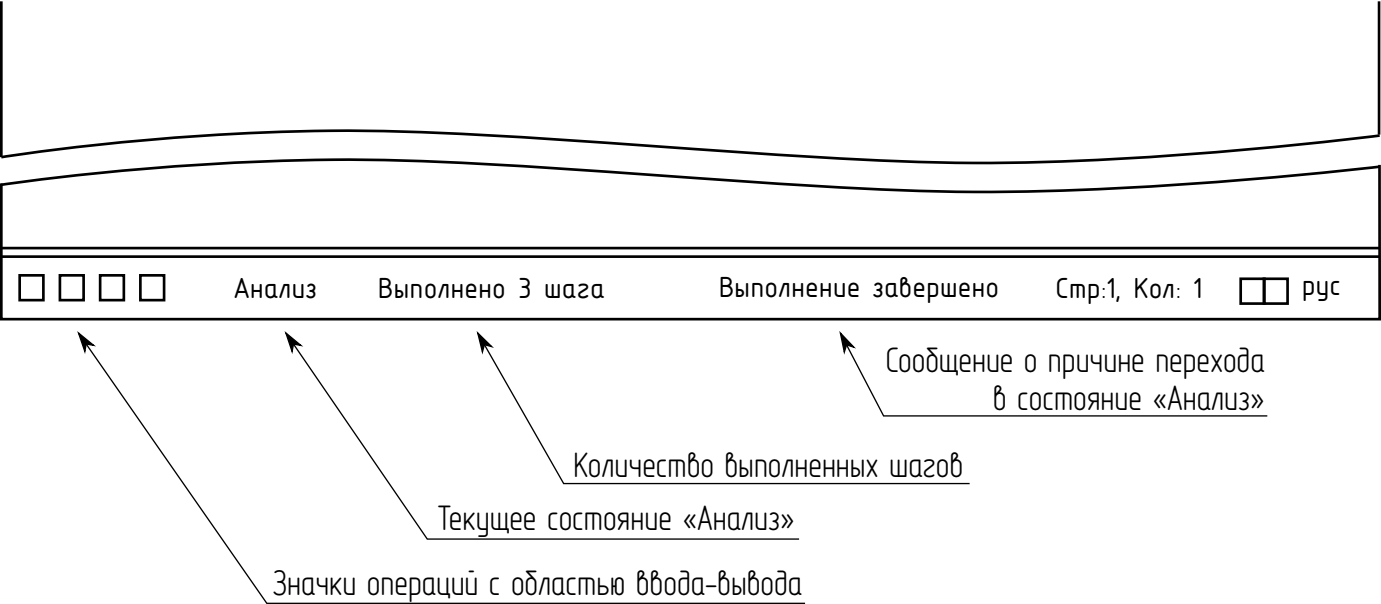 Анализ Выполнено 3 шага Выполнение завершено Стр:1, Кол: 1 рус
Сообщение о причине перехода
в состояние «Анализ»
Количество выполненных шагов
Текущее состояние «Анализ»
Значки операций с областью ввода-вывода